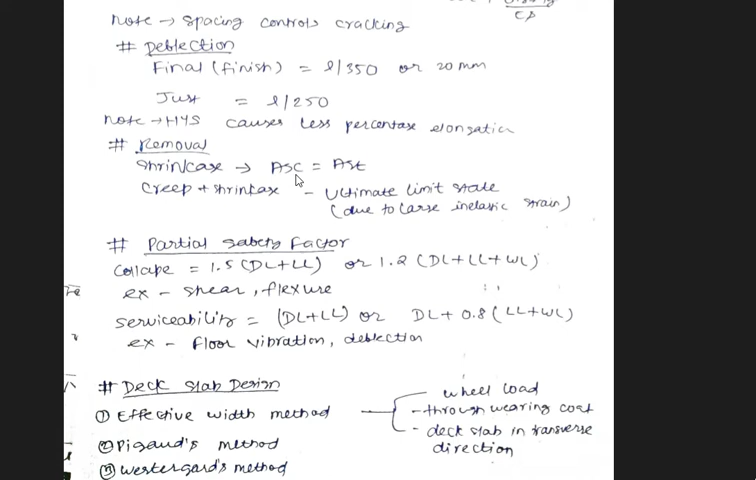 Note → spacing controls cracking
# Deflection
Final (finish) = l/350 or 20 mm
Just = l/250
Note → HYS causes less percentage elongation
# Removal
Shrinkage → Asc = Ast
Creep + shrinkage - Ultimate limit state
(due to large inelastic strain)
# Partial Safety Factor
Collapse = 1.5 (DL+LL) or 1.2 (DL+LL+WL)
ex - shear, flexure
Serviceability = (DL+LL) or DL + 0.8 (LL+WL)
ex - floor vibration, deflection
# Deck Slab Design
① Effective width method
wheel load
- through wearing coat
- deck slab in transverse
direction
② Pigaud's method
③ Westergard's method